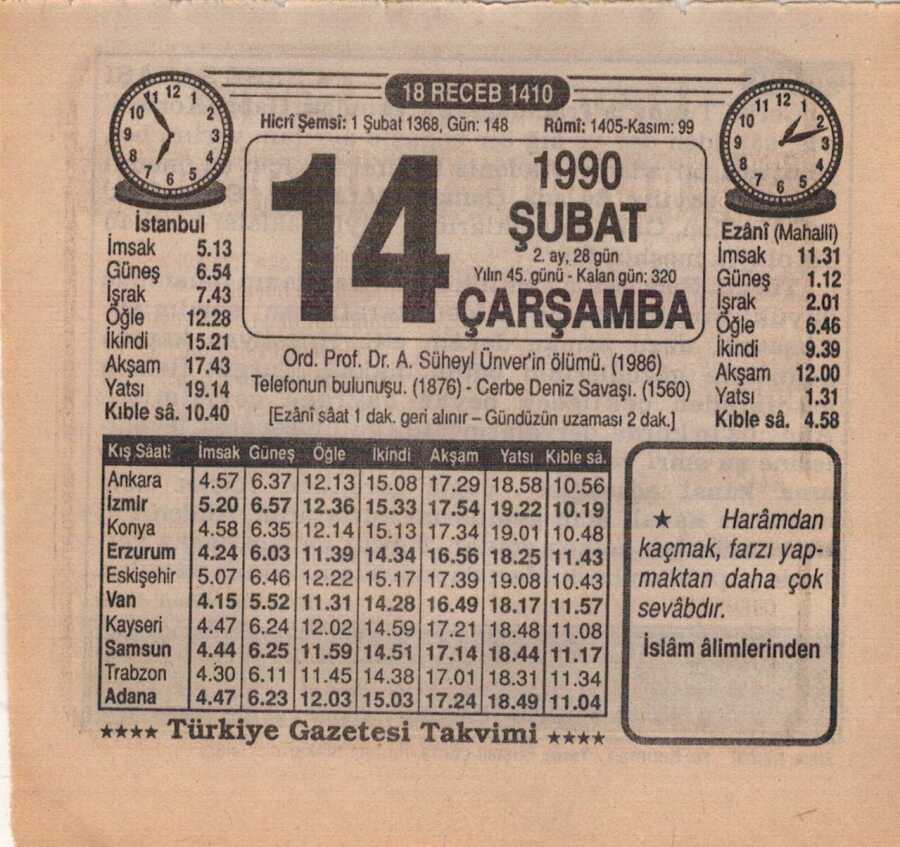 18 RECEB 1410
Hicrî Şemsî: 1 Şubat 1368, Gün: 148 Rûmî: 1405-Kasım: 99
14
1990
ŞUBAT
2. ay, 28 gün
Yılın 45. günü - Kalan gün: 320
ÇARŞAMBA
İstanbul
İmsak 5.13
Güneş 6.54
İşrak 7.43
Öğle 12.28
İkindi 15.21
Akşam 17.43
Yatsı 19.14
Kıble sâ. 10.40
Ezânî (Mahallî)
İmsak 11.31
Güneş 1.12
İşrak 2.01
Öğle 6.46
İkindi 9.39
Akşam 12.00
Yatsı 1.31
Kıble sâ. 4.58
Ord. Prof. Dr. A. Süheyl Ünver'in ölümü. (1986)
Telefonun bulunuşu. (1876) - Cerbe Deniz Savaşı. (1560)
[Ezânî sâat 1 dak. geri alınır – Gündüzün uzaması 2 dak.]
Kış Sâati İmsak Güneş Öğle İkindi Akşam Yatsı Kıble sâ.
Ankara 4.57 6.37 12.13 15.08 17.29 18.58 10.56
İzmir 5.20 6.57 12.36 15.33 17.54 19.22 10.19
Konya 4.58 6.35 12.14 15.13 17.34 19.01 10.48
Erzurum 4.24 6.03 11.39 14.34 16.56 18.25 11.43
Eskişehir 5.07 6.46 12.22 15.17 17.39 19.08 10.43
Van 4.15 5.52 11.31 14.28 16.49 18.17 11.57
Kayseri 4.47 6.24 12.02 14.59 17.21 18.48 11.08
Samsun 4.44 6.25 11.59 14.51 17.14 18.44 11.17
Trabzon 4.30 6.11 11.45 14.38 17.01 18.31 11.34
Adana 4.47 6.23 12.03 15.03 17.24 18.49 11.04
★ Harâmdan
kaçmak, farzı yap-
maktan daha çok
sevâbdır.
İslâm âlimlerinden
★★★★ Türkiye Gazetesi Takvimi ★★★★